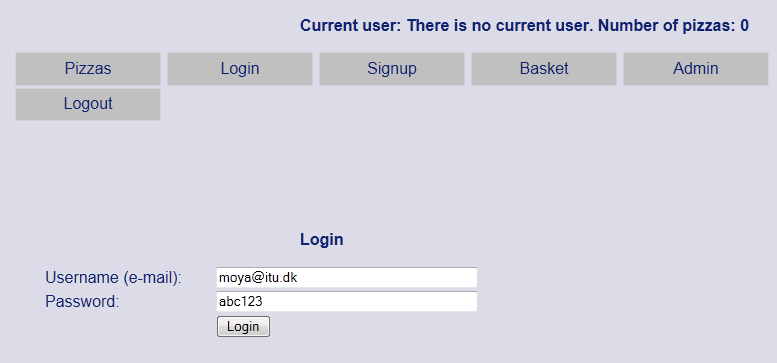 Current user: There is no current user. Number of pizzas: 0
Pizzas Login Signup Basket Admin
Logout
Login
Username (e-mail): moya@itu.dk
Password: abc123
Login